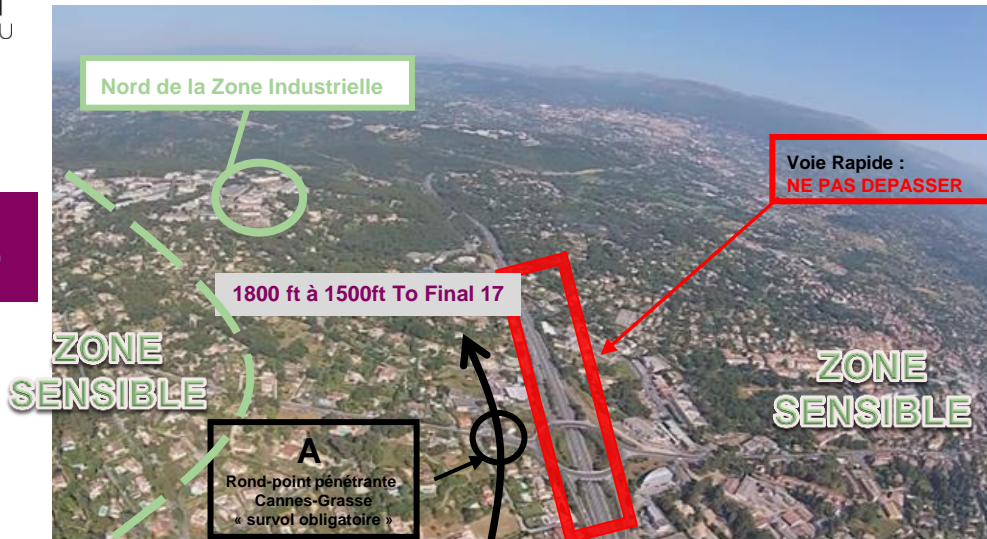 U
Nord de la Zone Industrielle
Voie Rapide :
NE PAS DEPASSER
1800 ft à 1500ft To Final 17
ZONE
SENSIBLE
ZONE
SENSIBLE
A
Rond-point pénétrante
Cannes-Grasse
« survol obligatoire »